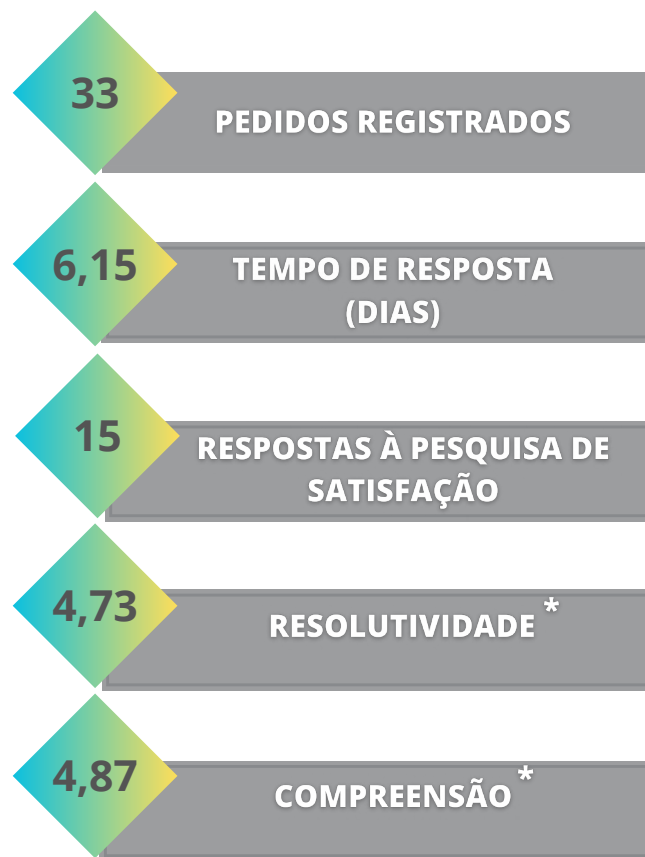 33
PEDIDOS REGISTRADOS
6,15
TEMPO DE RESPOSTA
(DIAS)
15
RESPOSTAS À PESQUISA DE
SATISFAÇÃO
4,73
RESOLUTIVIDADE *
4,87
COMPREENSÃO *